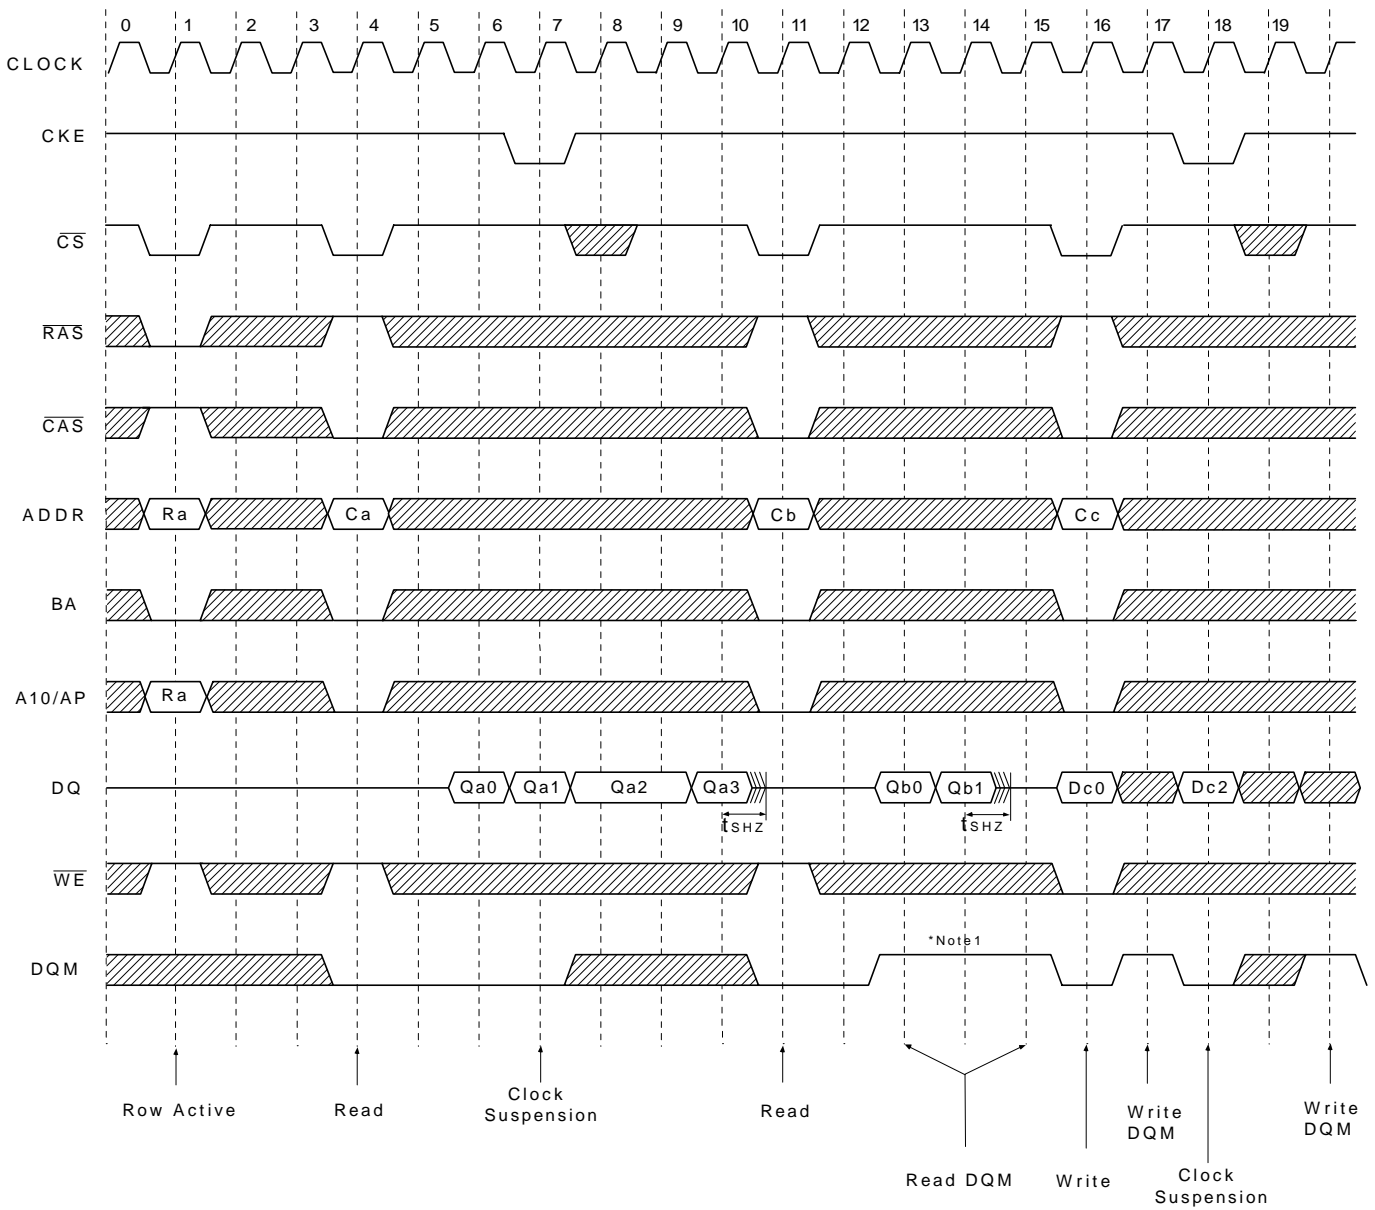 0 1 2 3 4 5 6 7 8 9 10 11 12 13 14 15 16 17 18 19
CLOCK
CKE
CS
RAS
CAS
ADDR Ra Ca Cb Cc
BA
A10/AP Ra
DQ Qa0 Qa1 Qa2 Qa3 Qb0 Qb1 Dc0 Dc2
tSHZ tSHZ
WE
*Note1
DQM
Row Active Read Clock Suspension Read Write DQM Write DQM
Read DQM Write Clock Suspension